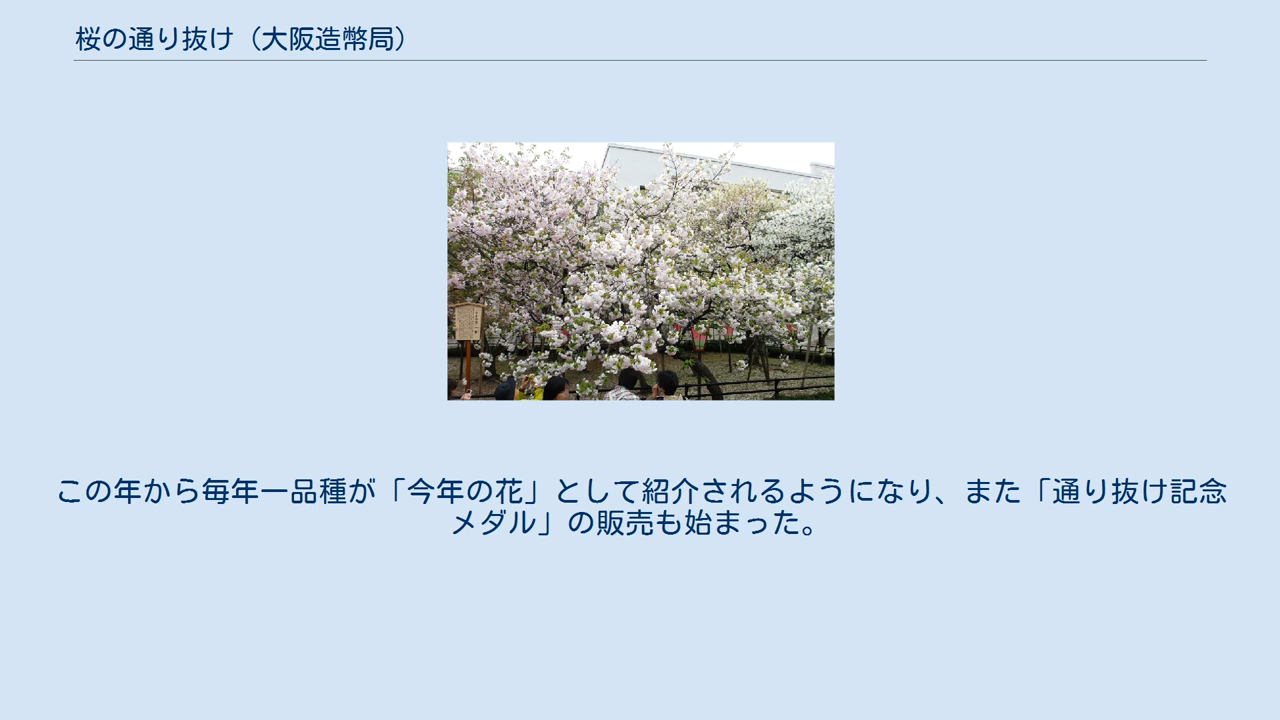 桜の通り抜け（大阪造幣局）
この年から毎年一品種が「今年の花」として紹介されるようになり、また「通り抜け記念
メダル」の販売も始まった。